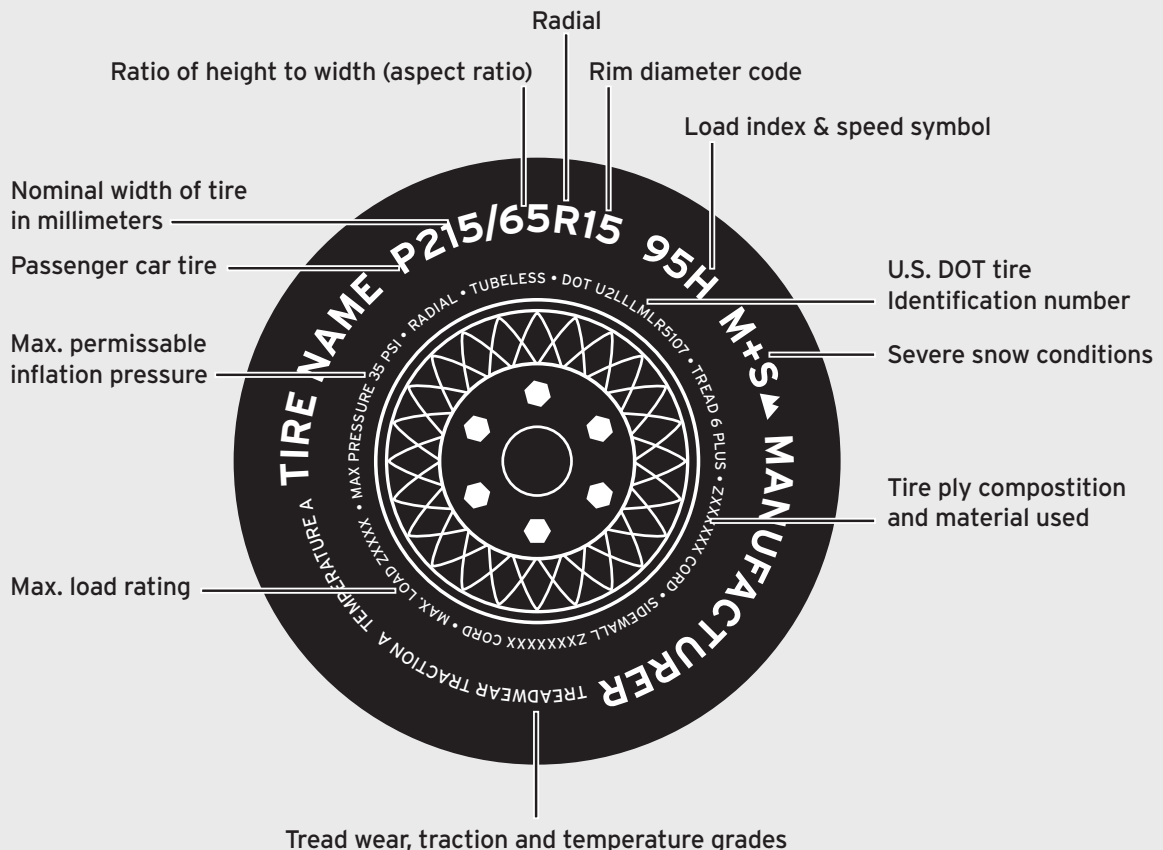 Radial
Ratio of height to width (aspect ratio)
Rim diameter code
Load index & speed symbol
Nominal width of tire
in millimeters
Passenger car tire
Max. permissable
inflation pressure
Max. load rating
U.S. DOT tire
Identification number
Severe snow conditions
Tire ply compostition
and material used
TIRE NAME P215/65R15 95H M+S MANUFACTURER
TREADWEAR TRACTION A TEMPERATURE A
• MAX PRESSURE 35 PSI • RADIAL • TUBELESS • DOT U2LLLMLR5107 • TREAD 6 PLUS • ZXXXXXX CORD • SIDEWALL ZXXXXXXX CORD • MAX. LOAD ZXXXX
Tread wear, traction and temperature grades